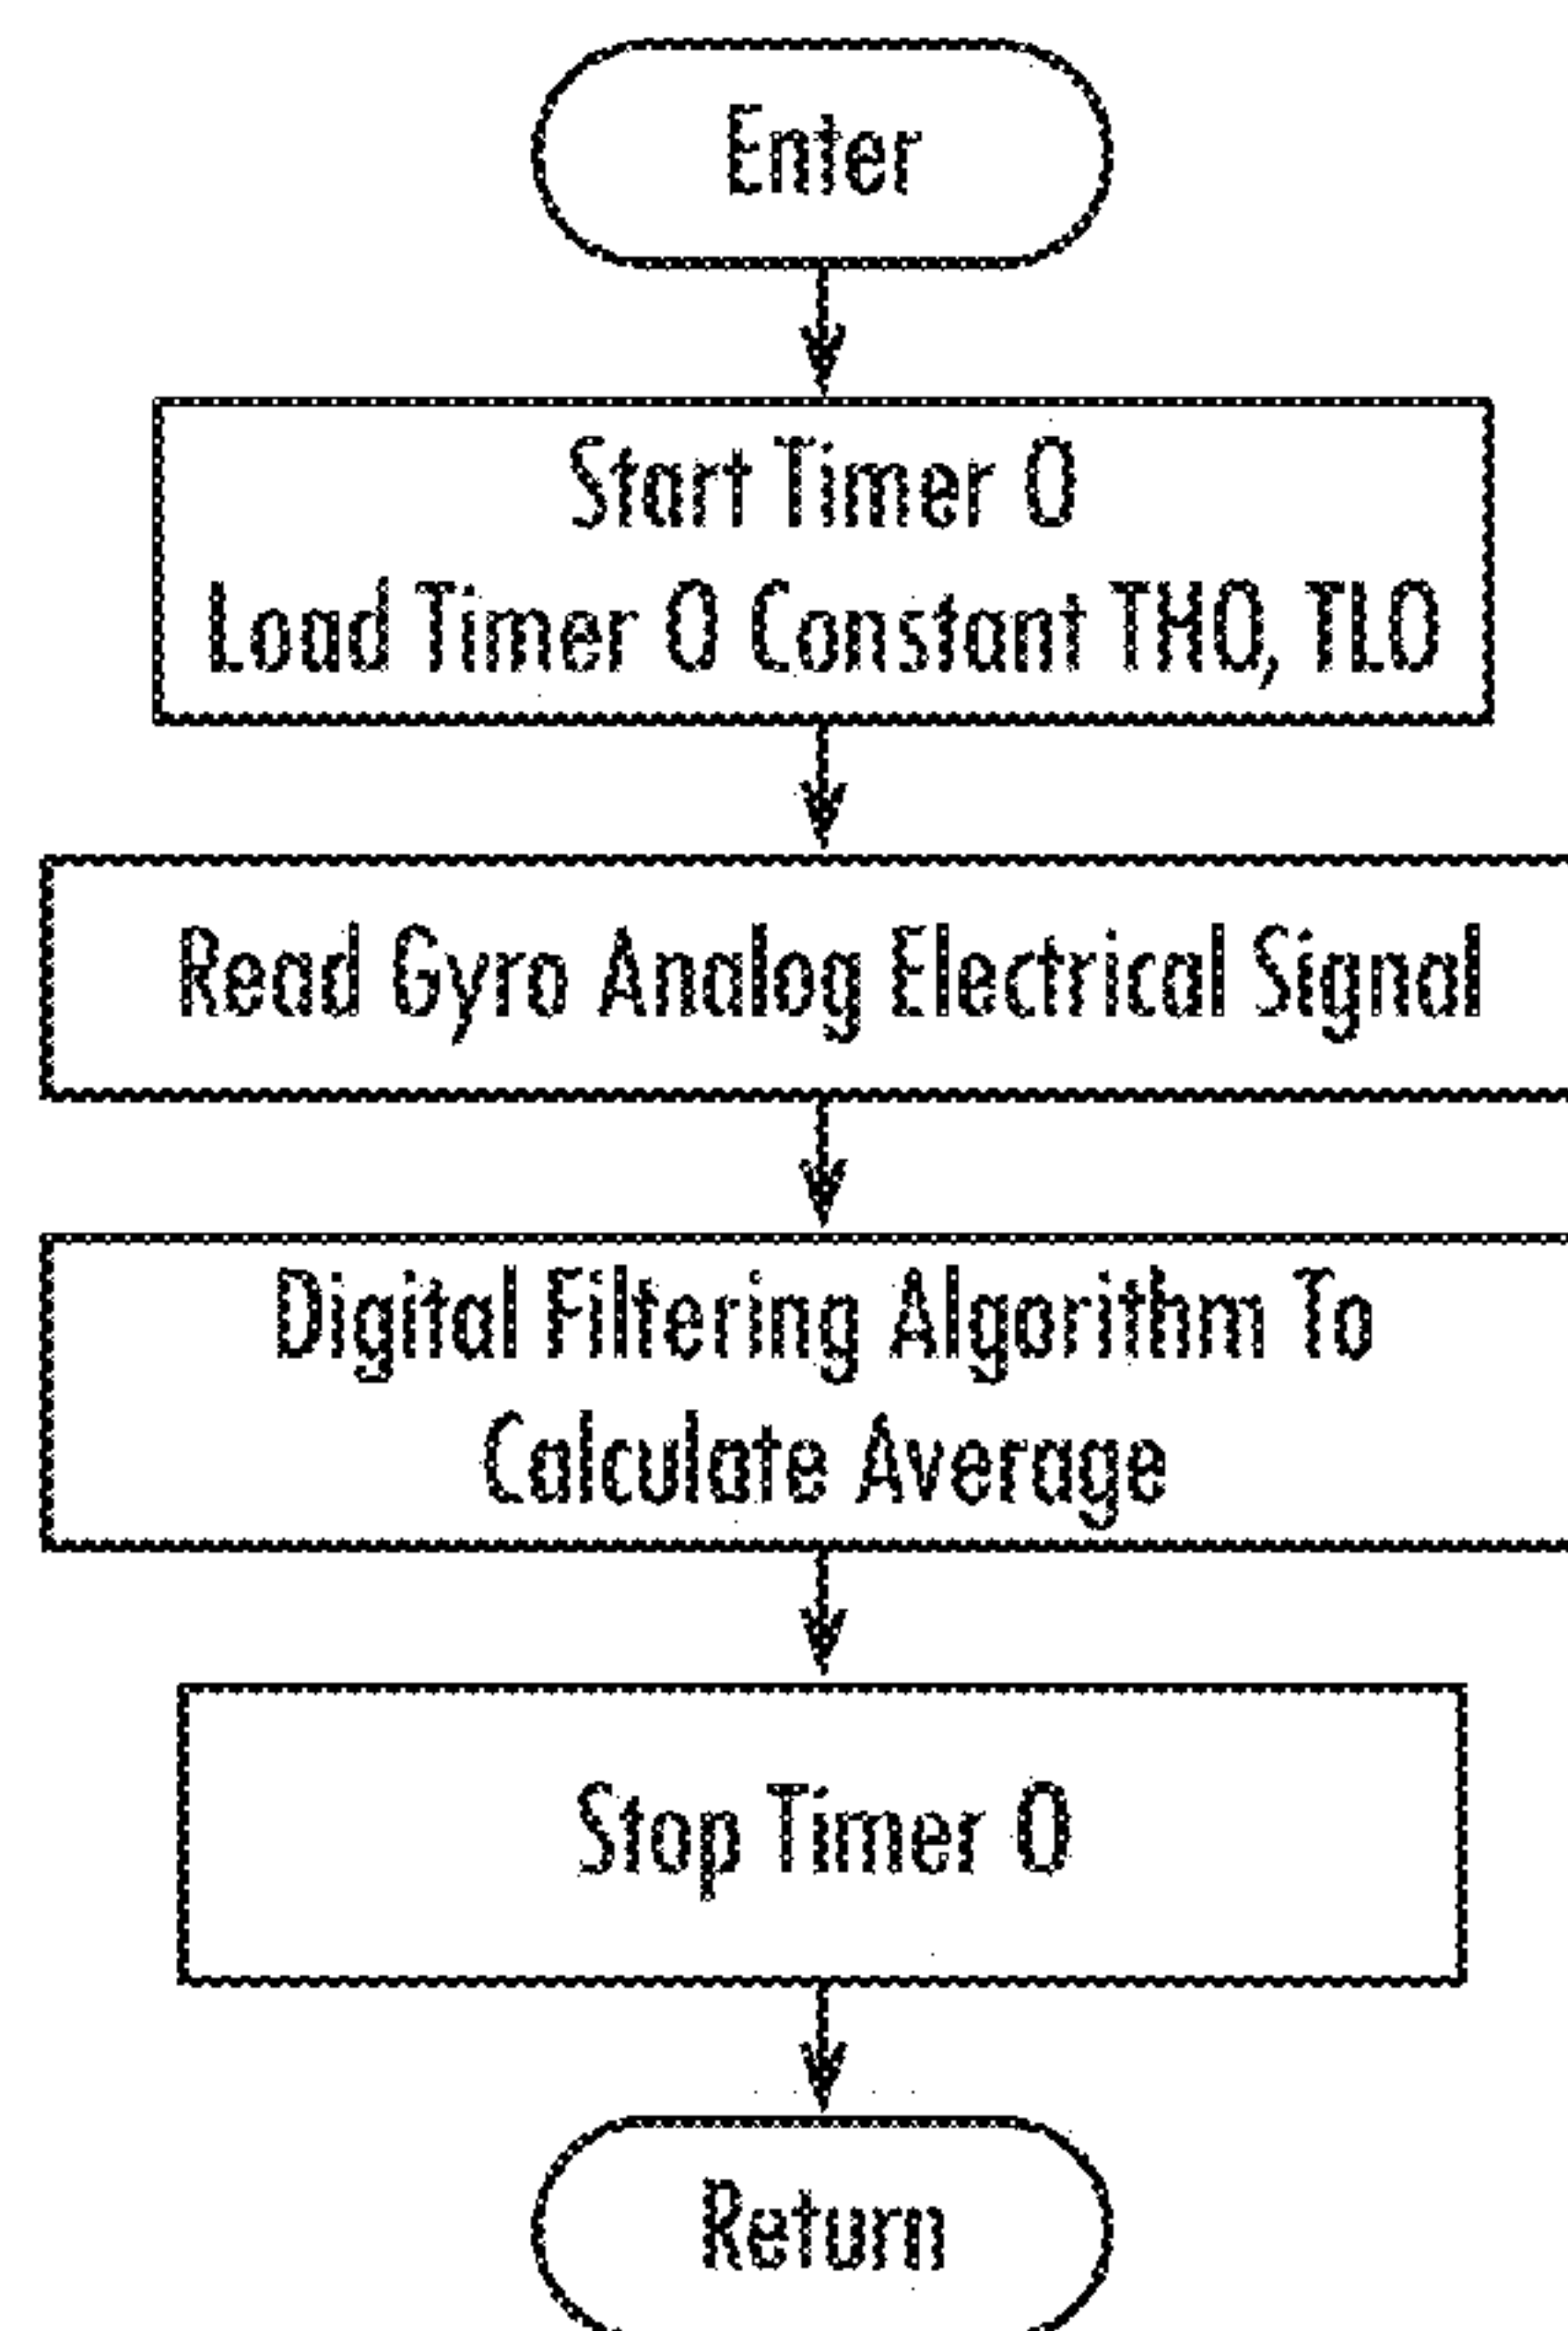 Enter
Start Timer 0
Load Timer 0 Constant TH0, TL0
Read Gyro Analog Electrical Signal
Digital Filtering Algorithm To
Calculate Average
Stop Timer 0
Return